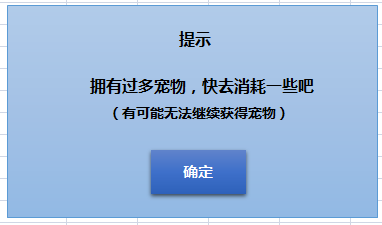 提示
拥有过多宠物，快去消耗一些吧
（有可能无法继续获得宠物）
确定